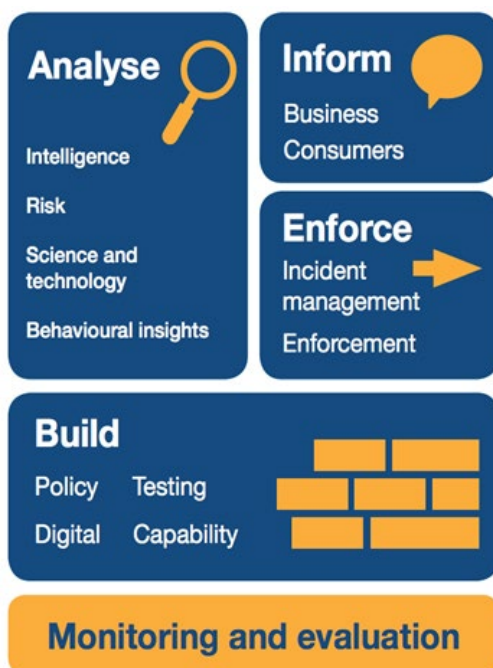 Analyse
Intelligence
Risk
Science and
technology
Behavioural insights
Inform
Business
Consumers
Enforce
Incident
management
Enforcement
Build
Policy Testing
Digital Capability
Monitoring and evaluation